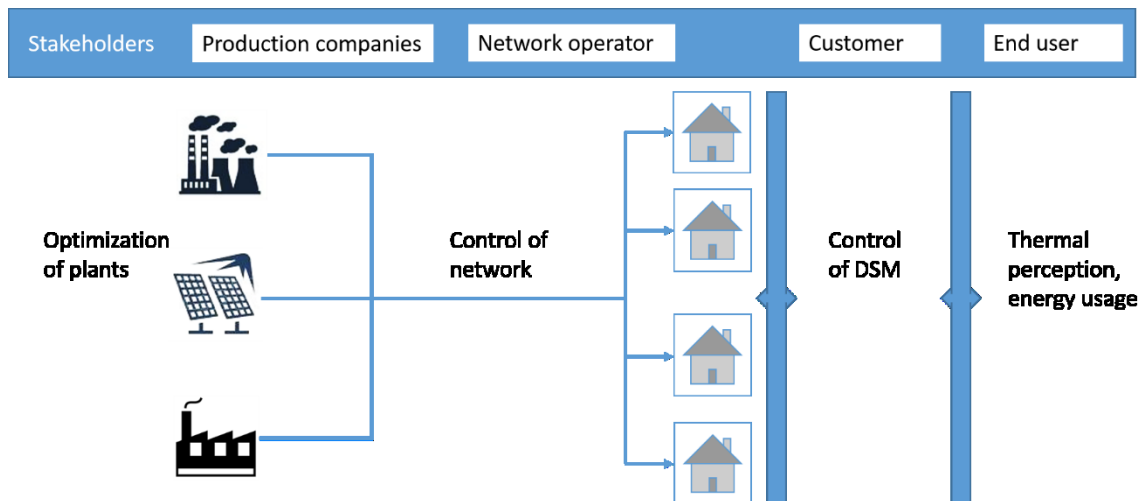 Stakeholders
Production companies
Network operator
Customer
End user
Optimization
of plants
Control of
network
Control
of DSM
Thermal
perception,
energy usage